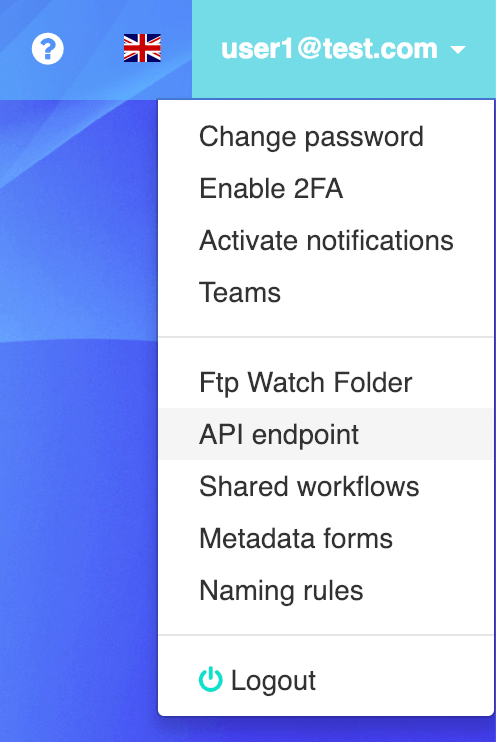 ?
user1@test.com
Change password
Enable 2FA
Activate notifications
Teams
Ftp Watch Folder
API endpoint
Shared workflows
Metadata forms
Naming rules
Logout